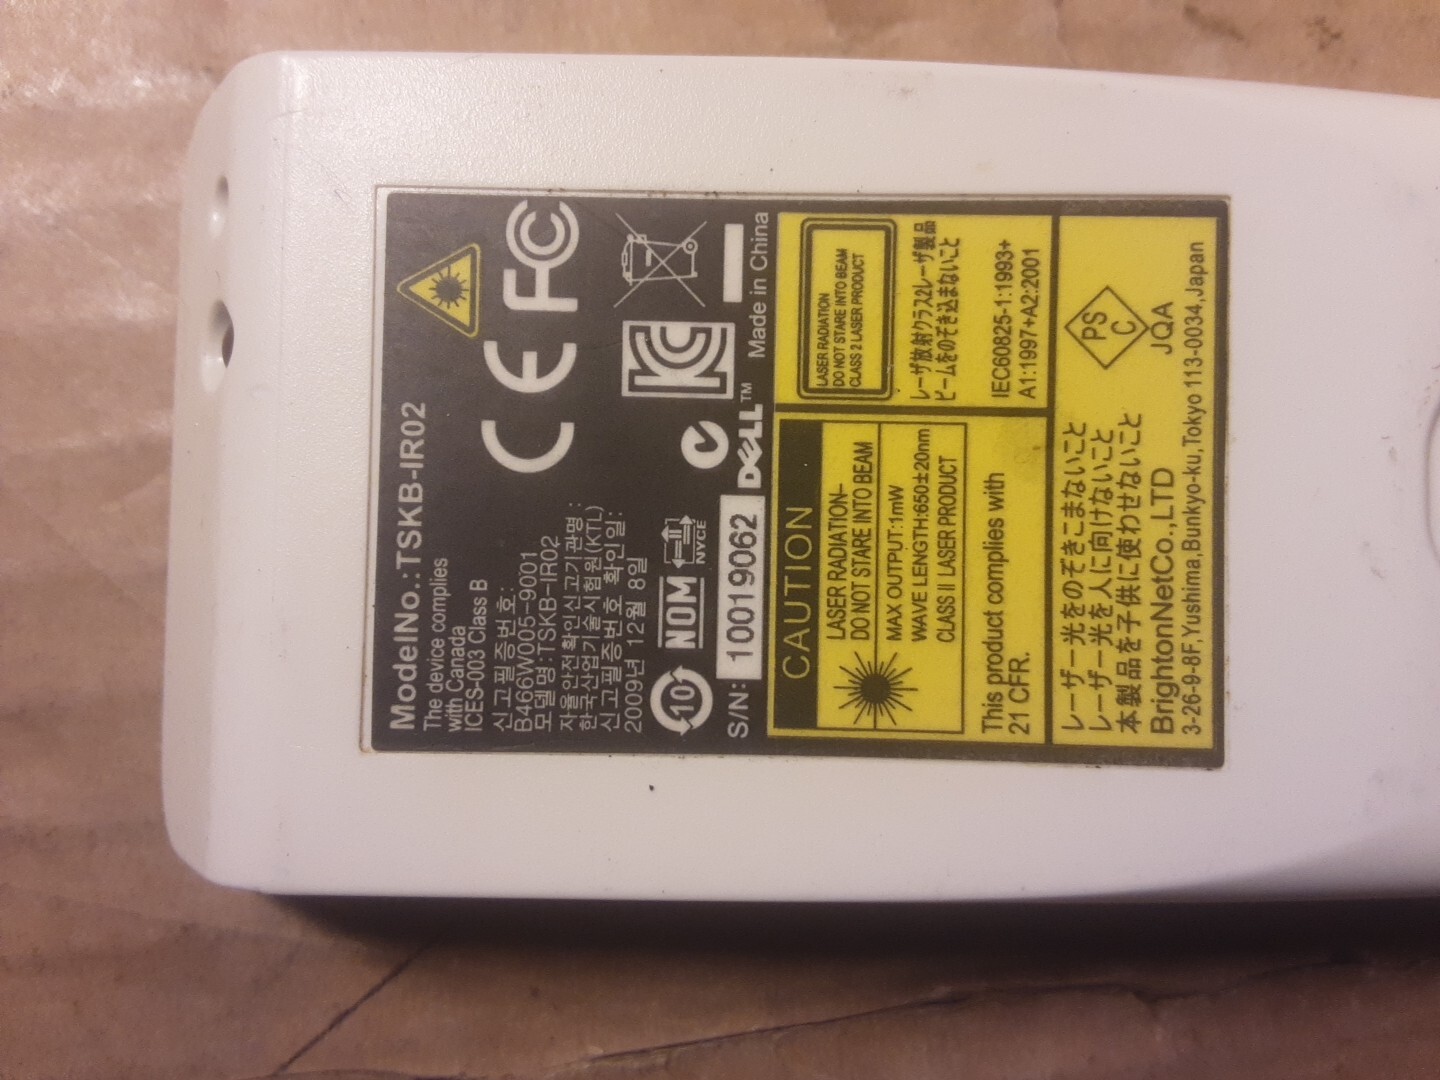 ModelNo.:TSKB-IR02
The device complies
with Canada
ICES-003 Class B
신고필증번호:
B466W005-9001
모델명:TSKB-IR02
자율안전확인신고기관명:
한국산업기술시험원(KTL)
신고필증번호 확인일:
2009년 12월 8일
CE FC
10 NOM NYCE
KC
S/N: 10019062 DELL™ Made in China
CAUTION
LASER RADIATION-
DO NOT STARE INTO BEAM
MAX OUTPUT:1mW
WAVE LENGTH:650±20nm
CLASS II LASER PRODUCT
This product complies with
21 CFR.
LASER RADIATION
DO NOT STARE INTO BEAM
CLASS 2 LASER PRODUCT
レーザ放射クラス2レーザ製品
ビームをのぞき込まないこと
IEC60825-1:1993+
A1:1997+A2:2001
レーザー光をのぞきこまないこと
レーザー光を人に向けないこと
本製品を子供に使わせないこと
PS
C
JQA
BrightonNetCo.,LTD
3-26-9-8F,Yushima,Bunkyo-ku,Tokyo 113-0034,Japan